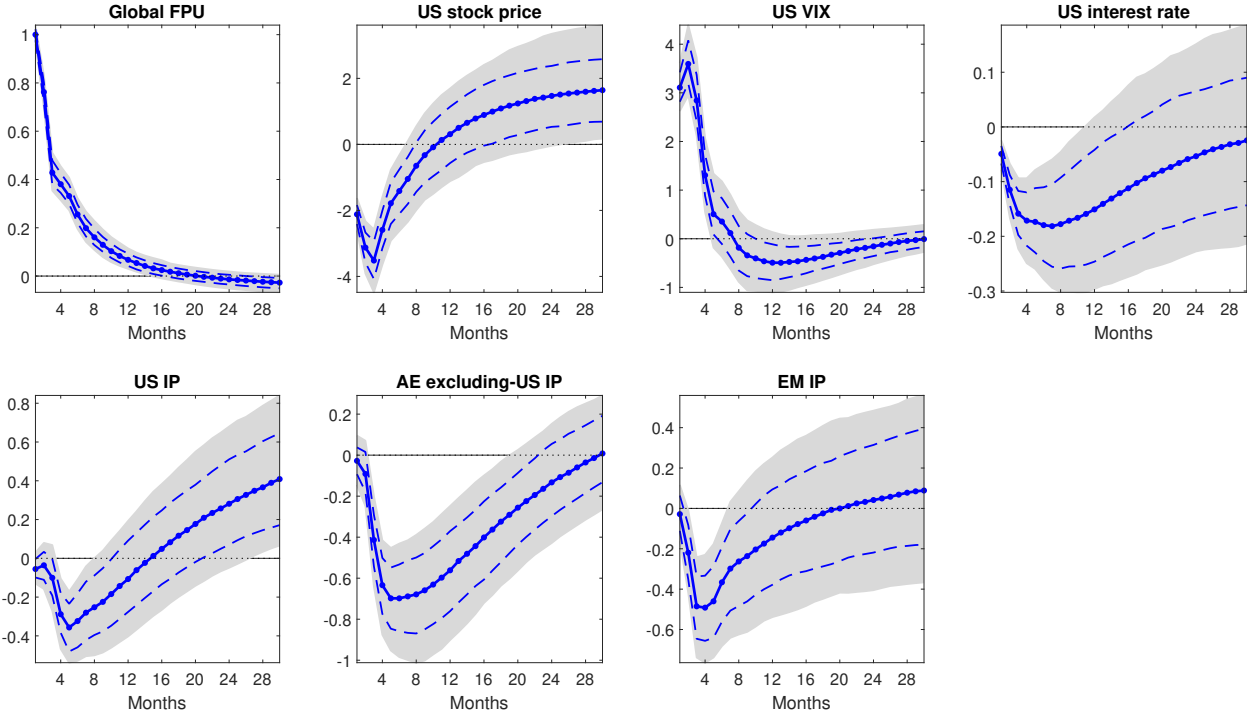 Global FPU
US stock price
US VIX
US interest rate
1
0.8
0.6
0.4
0.2
0
4 8 12 16 20 24 28
Months
2
0
-2
-4
4 8 12 16 20 24 28
Months
4
3
2
1
0
-1
4 8 12 16 20 24 28
Months
0.1
0
-0.1
-0.2
-0.3
4 8 12 16 20 24 28
Months
US IP
AE excluding-US IP
EM IP
0.8
0.6
0.4
0.2
0
-0.2
-0.4
4 8 12 16 20 24 28
Months
0.2
0
-0.2
-0.4
-0.6
-0.8
-1
4 8 12 16 20 24 28
Months
0.4
0.2
0
-0.2
-0.4
-0.6
4 8 12 16 20 24 28
Months